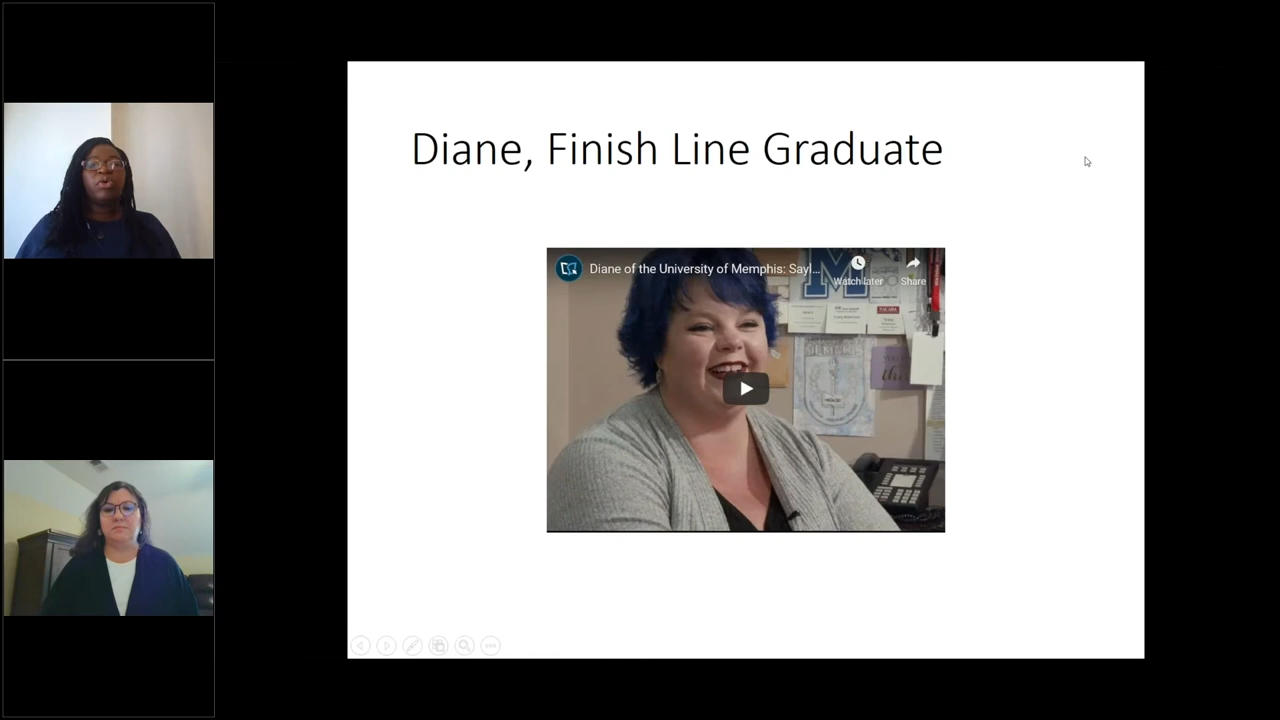 Diane, Finish Line Graduate
Diane of the University of Memphis: Sayl...
Watch later
Share
M